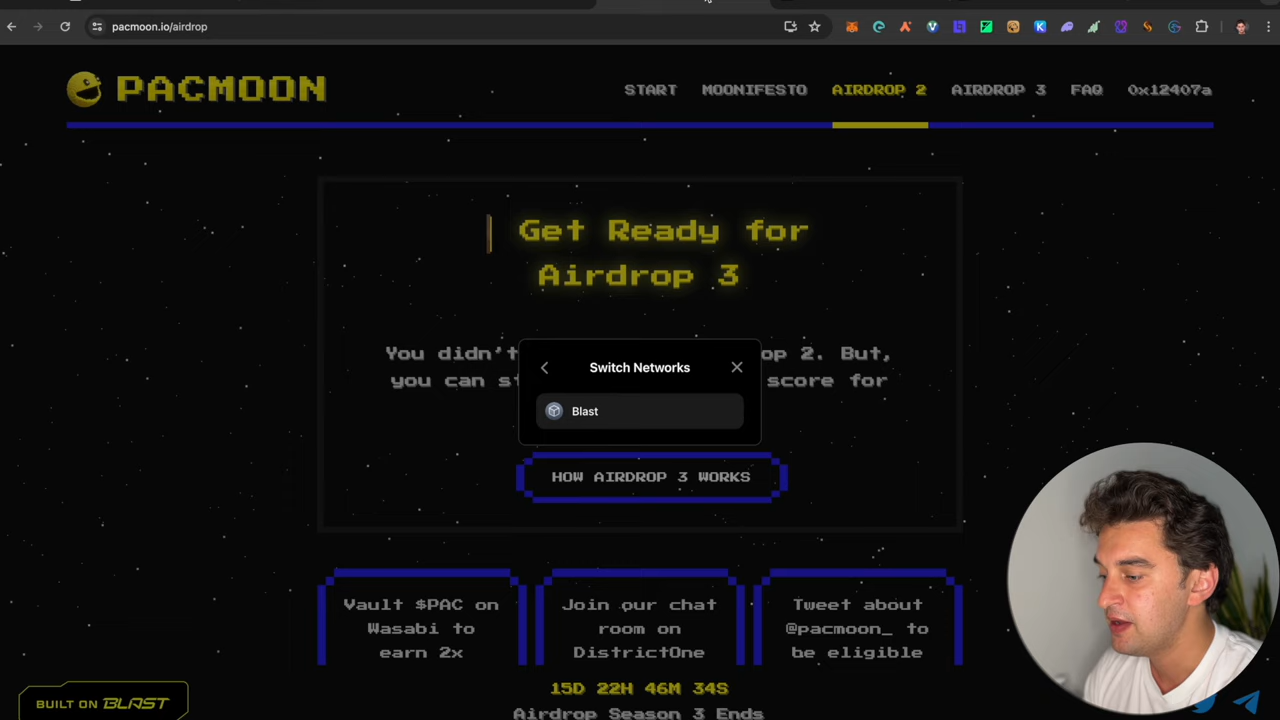 pacmoon.io/airdrop
PACMOON
START
MOONIFESTO
AIRDROP 2
AIRDROP 3
FAQ
0x12407a
Get Ready for
Airdrop 3
You didn't
op 2. But,
you can st
score for
Switch Networks
Blast
HOW AIRDROP 3 WORKS
Vault $PAC on
Wasabi to
earn 2x
Join our chat
room on
DistrictOne
Tweet about
@pacmoon_ to
be eligible
15D 22H 46M 34S
Airdrop Season 3 Ends
BUILT ON BLAST